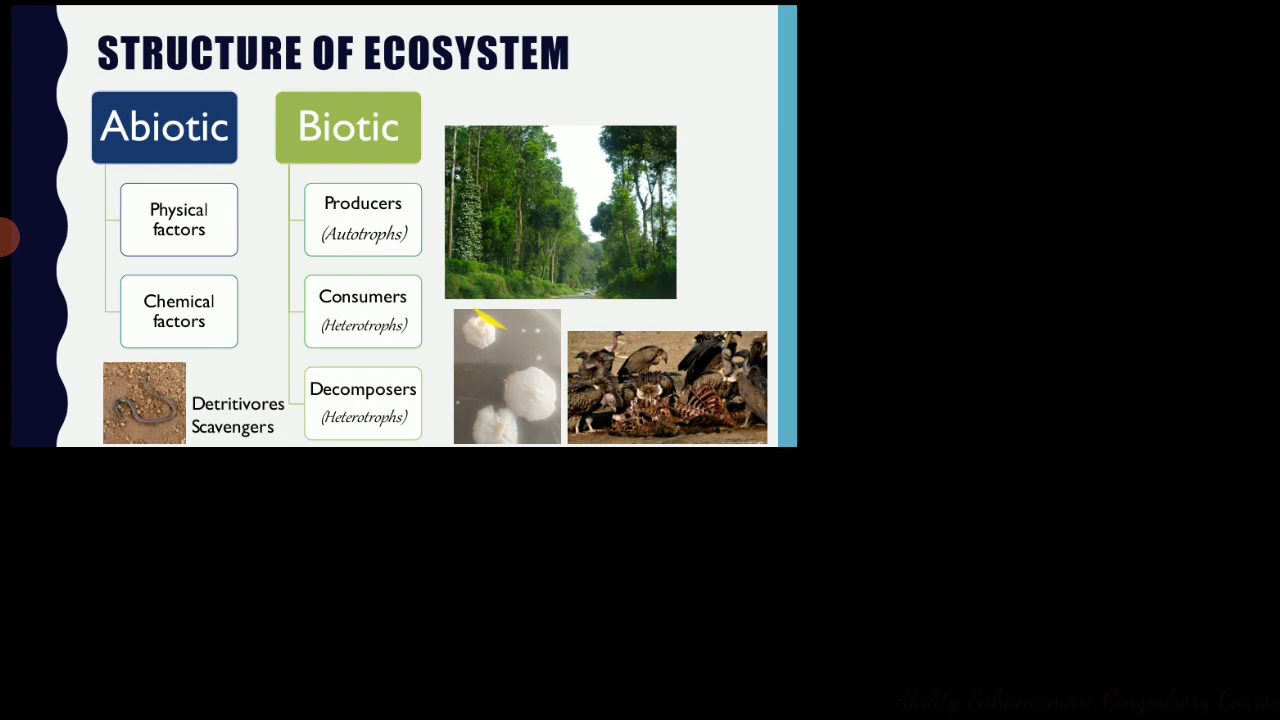 STRUCTURE OF ECOSYSTEM
Abiotic
Physical
factors
Chemical
factors
Biotic
Producers
(Autotrophs)
Consumers
(Heterotrophs)
Decomposers
(Heterotrophs)
Detritivores
Scavengers
Ability Enhancement Compulsory Course